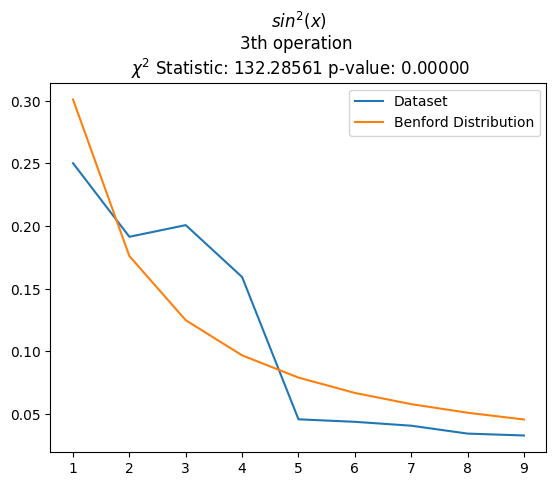 sin²(x)
3th operation
χ² Statistic: 132.28561 p-value: 0.00000
Dataset
Benford Distribution
0.30
0.25
0.20
0.15
0.10
0.05
1 2 3 4 5 6 7 8 9